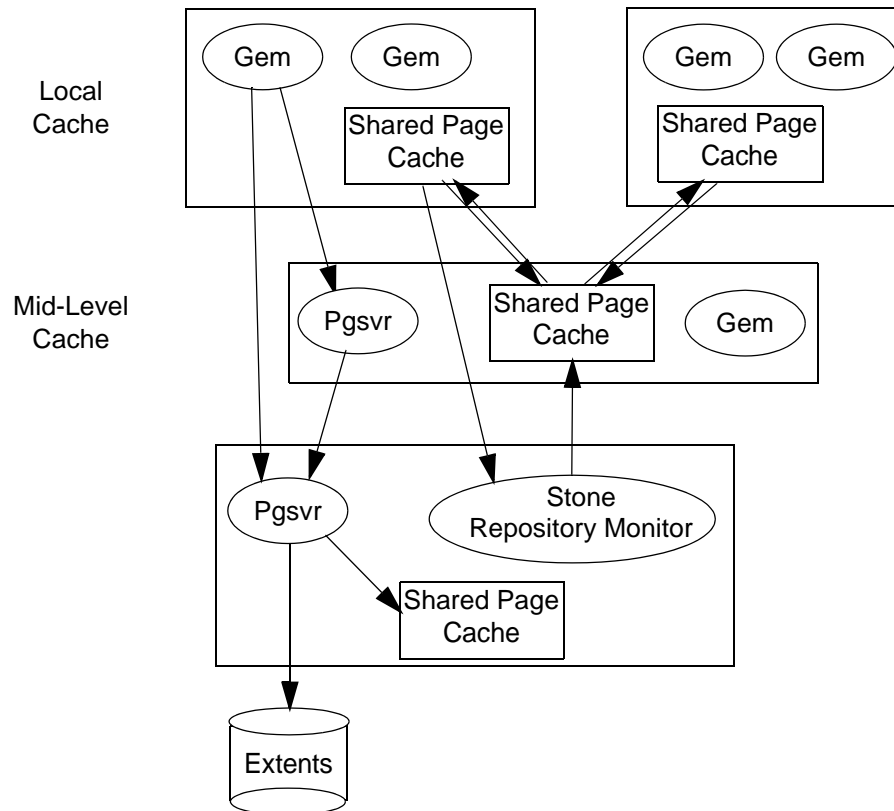 Gem
Gem
Gem
Gem
Local
Cache
Shared Page
Cache
Shared Page
Cache
Mid-Level
Cache
Pgsvr
Shared Page
Cache
Gem
Pgsvr
Stone
Repository Monitor
Shared Page
Cache
Extents